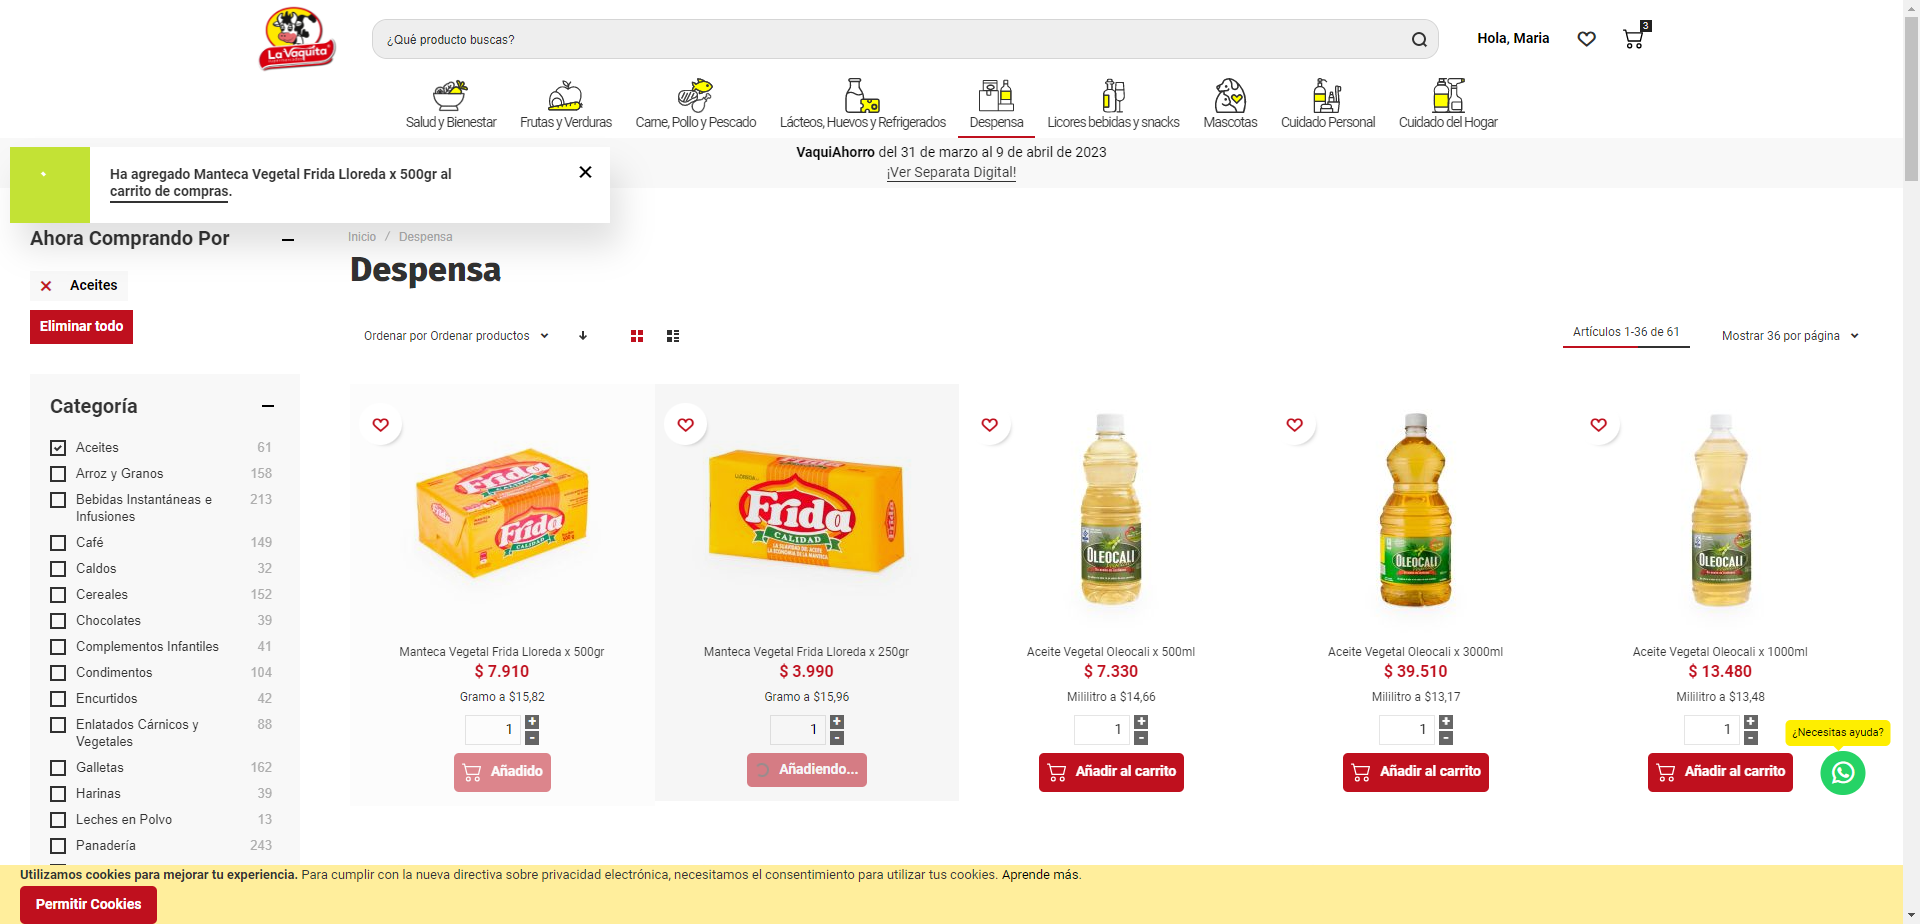 La Vaquita
¿Qué producto buscas?
Hola, Maria
3
Salud y Bienestar
Frutas y Verduras
Carne, Pollo y Pescado
Lácteos, Huevos y Refrigerados
Despensa
Licores bebidas y snacks
Mascotas
Cuidado Personal
Cuidado del Hogar
VaquiAhorro del 31 de marzo al 9 de abril de 2023
¡Ver Separata Digital!
Ha agregado Manteca Vegetal Frida Lloreda x 500gr al
carrito de compras.
Ahora Comprando Por
Aceites
Eliminar todo
Inicio / Despensa
Despensa
Ordenar por Ordenar productos
Artículos 1-36 de 61
Mostrar 36 por página
Categoría
Aceites 61
Arroz y Granos 158
Bebidas Instantáneas e 213
Infusiones
Café 149
Caldos 32
Cereales 152
Chocolates 39
Complementos Infantiles 41
Condimentos 104
Encurtidos 42
Enlatados Cárnicos y 88
Vegetales
Galletas 162
Harinas 39
Leches en Polvo 13
Panadería 243
Frida
Frida
Frida
CALIDAD
OLEOCALI
OLEOCALI
OLEOCALI
Manteca Vegetal Frida Lloreda x 500gr
$ 7.910
Gramo a $15,82
1
+
-
Añadido
Manteca Vegetal Frida Lloreda x 250gr
$ 3.990
Gramo a $15,96
1
+
-
Añadiendo...
Aceite Vegetal Oleocali x 500ml
$ 7.330
Mililitro a $14,66
1
+
-
Añadir al carrito
Aceite Vegetal Oleocali x 3000ml
$ 39.510
Mililitro a $13,17
1
+
-
Añadir al carrito
Aceite Vegetal Oleocali x 1000ml
$ 13.480
Mililitro a $13,48
1
+
-
Añadir al carrito
¿Necesitas ayuda?
Utilizamos cookies para mejorar tu experiencia. Para cumplir con la nueva directiva sobre privacidad electrónica, necesitamos el consentimiento para utilizar tus cookies. Aprende más.
Permitir Cookies